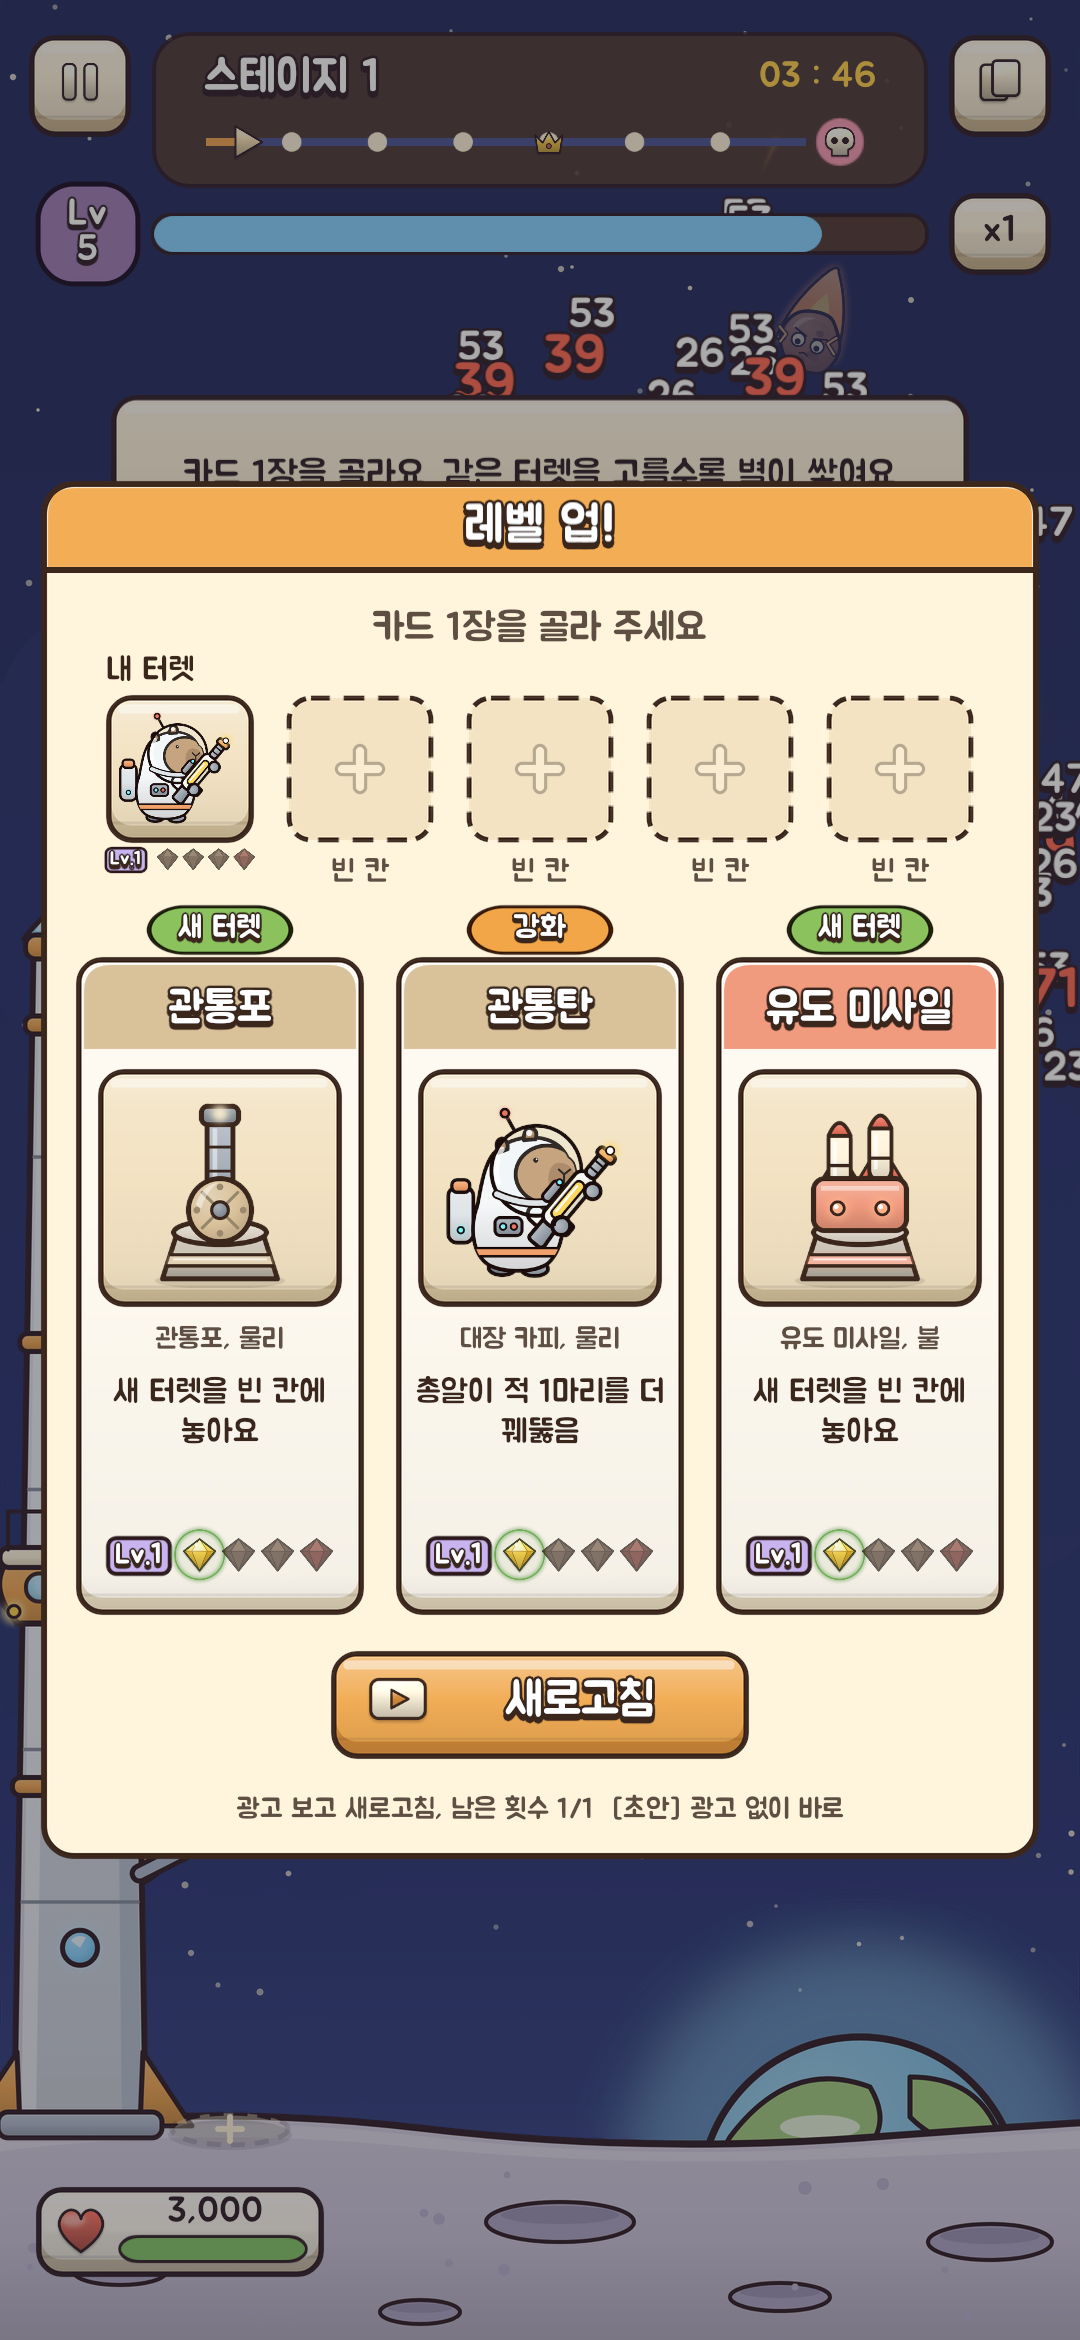 스테이지 1
03 : 46
Lv
5
x1
53
53
39
53
39
26
53
39
26
53
카드 1장을 골라요. 같은 터렛을 고를수록 별이 쌓여요
레벨 업!
47
카드 1장을 골라 주세요
내 터렛
Lv.1
빈 칸
빈 칸
빈 칸
빈 칸
47
23
26
새 터렛
강화
새 터렛
관통포
관통탄
유도 미사일
71
23
관통포, 물리
대장 카피, 물리
유도 미사일, 불
새 터렛을 빈 칸에
놓아요
총알이 적 1마리를 더
꿰뚫음
새 터렛을 빈 칸에
놓아요
Lv.1
Lv.1
Lv.1
새로고침
광고 보고 새로고침, 남은 횟수 1/1 [초안] 광고 없이 바로
3,000